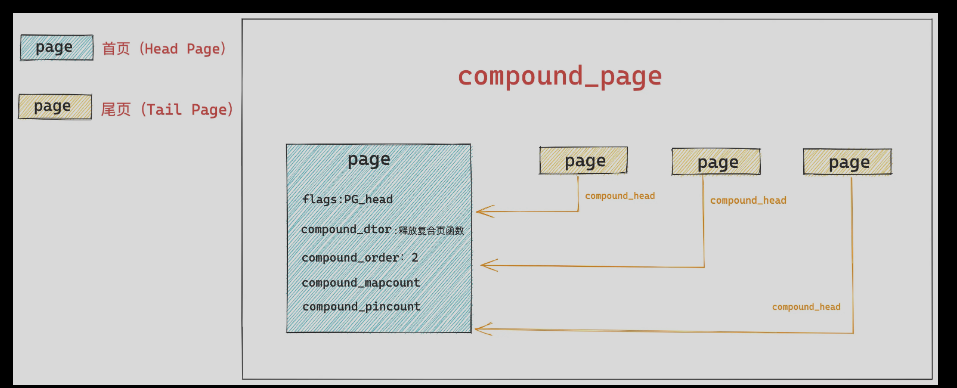 page 首页 (Head Page)
page 尾页 (Tail Page)
compound_page
page
flags:PG_head
compound_dtor:释放复合页函数
compound_order: 2
compound_mapcount
compound_pincount
page
compound_head
page
compound_head
page
compound_head